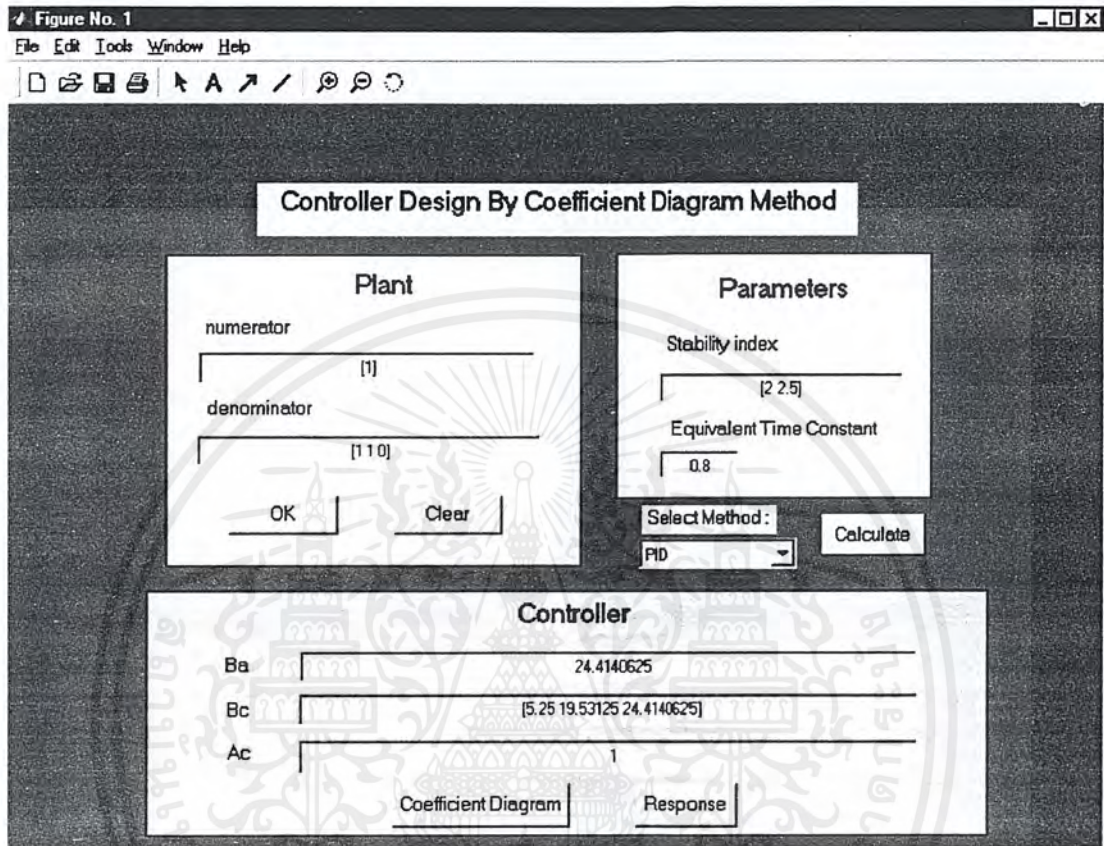 Figure No. 1
File Edit Tools Window Help
A
Controller Design By Coefficient Diagram Method
Plant
numerator
[1]
denominator
[1 1 0]
OK Clear
Parameters
Stability index
[2 2.5]
Equivalent Time Constant
0.8
Select Method :
PID
Calculate
Controller
Ba 24.4140625
Bc [5.25 19.53125 24.4140625]
Ac 1
Coefficient Diagram Response